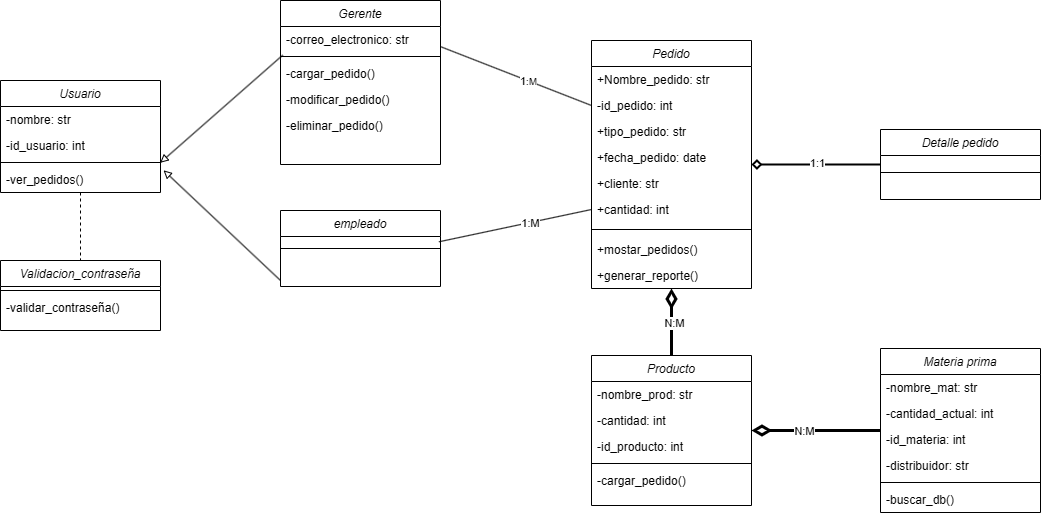 Gerente
-correo_electronico: str
-cargar_pedido()
-modificar_pedido()
-eliminar_pedido()
Usuario
-nombre: str
-id_usuario: int
-ver_pedidos()
empleado
Validacion_contraseña
-validar_contraseña()
1:M
1:M
Pedido
+Nombre_pedido: str
-id_pedido: int
+tipo_pedido: str
+fecha_pedido: date
+cliente: str
+cantidad: int
+mostar_pedidos()
+generar_reporte()
1:1
Detalle pedido
N:M
Producto
-nombre_prod: str
-cantidad: int
-id_producto: int
-cargar_pedido()
N:M
Materia prima
-nombre_mat: str
-cantidad_actual: int
-id_materia: int
-distribuidor: str
-buscar_db()